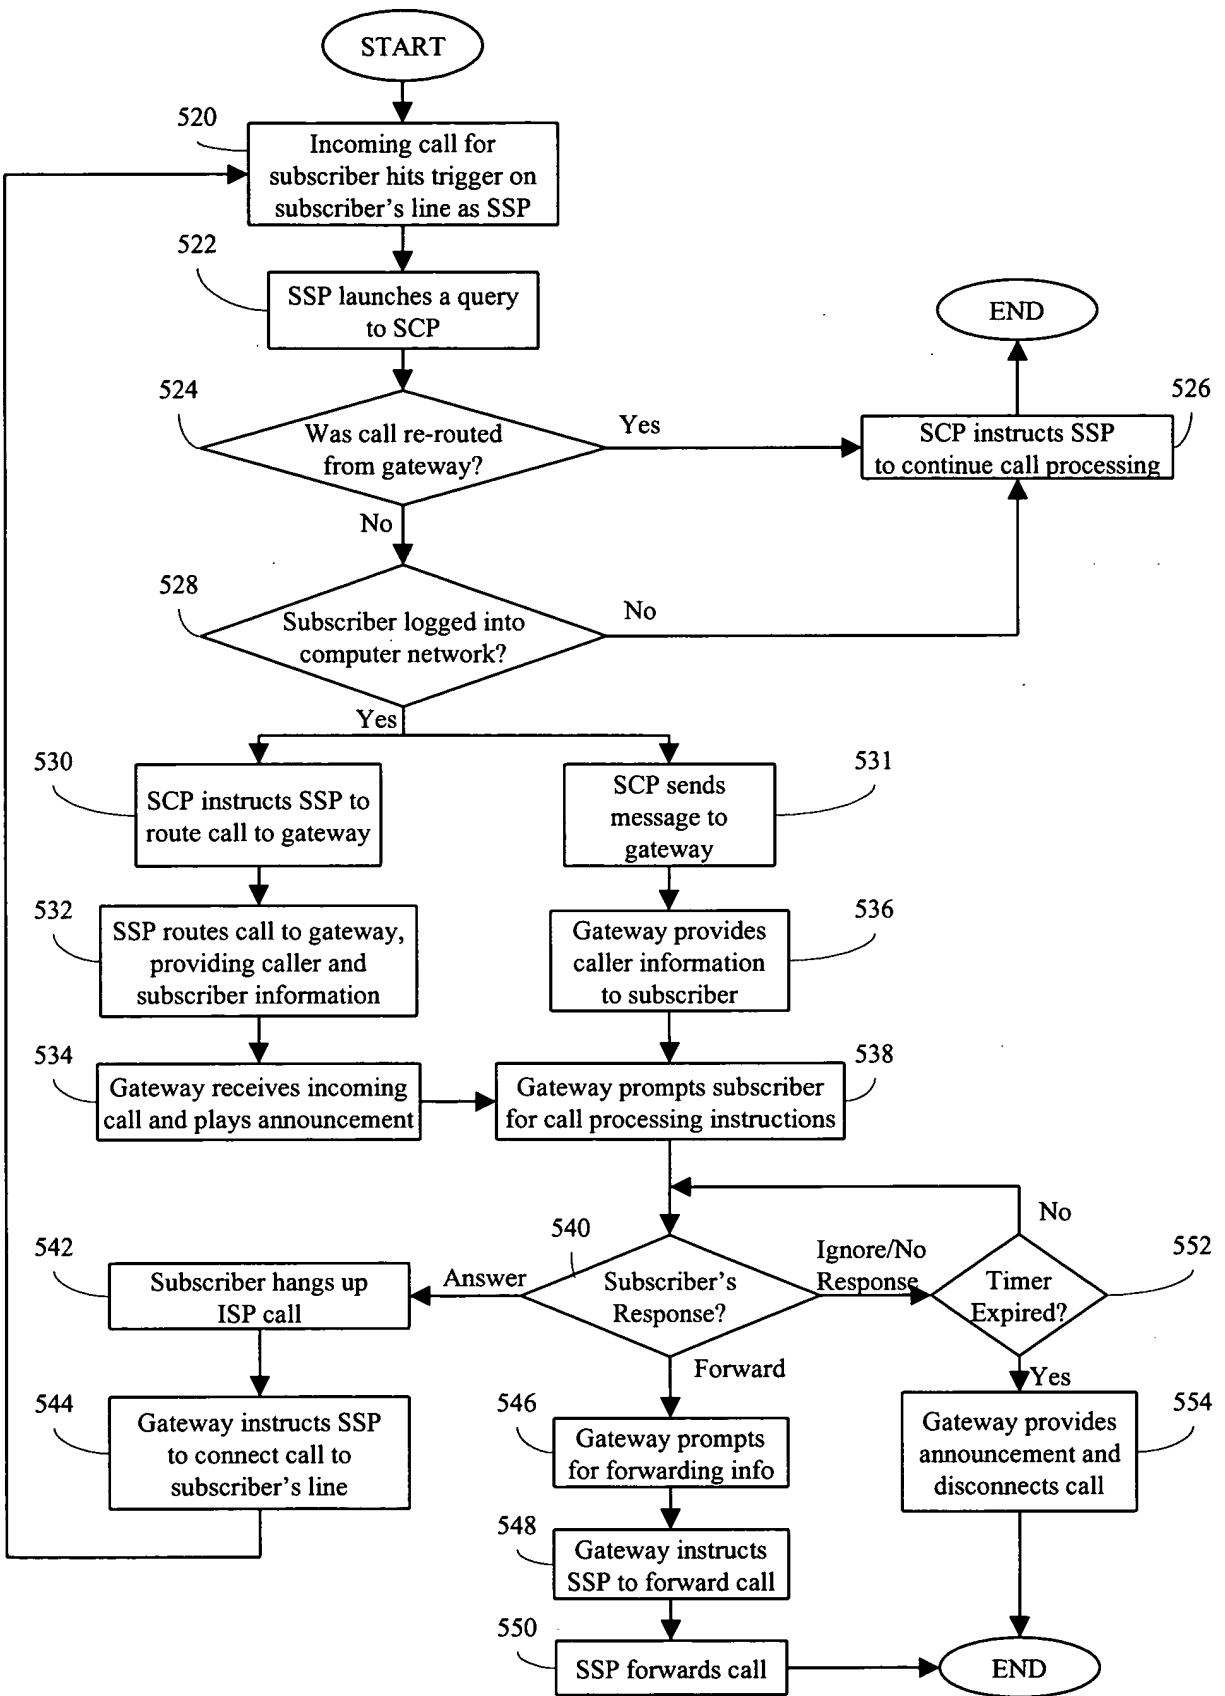 START
520
Incoming call for
subscriber hits trigger on
subscriber's line as SSP
522
SSP launches a query
to SCP
END
524
Was call re-routed
from gateway?
Yes
526
SCP instructs SSP
to continue call processing
No
528
Subscriber logged into
computer network?
No
Yes
530
SCP instructs SSP to
route call to gateway
531
SCP sends
message to
gateway
532
SSP routes call to gateway,
providing caller and
subscriber information
536
Gateway provides
caller information
to subscriber
534
Gateway receives incoming
call and plays announcement
538
Gateway prompts subscriber
for call processing instructions
No
540
Subscriber's
Response?
Answer
542
Subscriber hangs up
ISP call
Ignore/No
Response
552
Timer
Expired?
Forward
Yes
544
Gateway instructs SSP
to connect call to
subscriber's line
546
Gateway prompts
for forwarding info
554
Gateway provides
announcement and
disconnects call
548
Gateway instructs
SSP to forward call
550
SSP forwards call
END